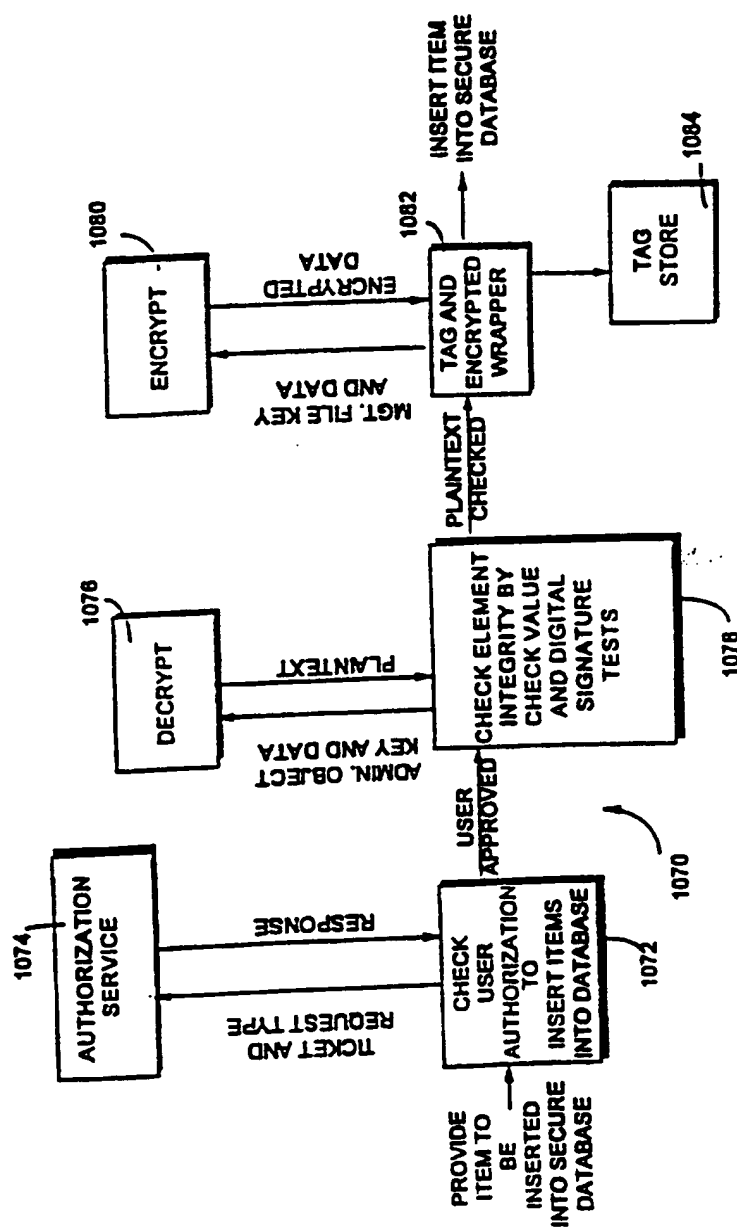 PROVIDE
ITEM TO
BE
INSERTED
INTO SECURE
DATABASE
CHECK
USER
AUTHORIZATION
TO
INSERT ITEMS
INTO DATABASE
1072
1070
TICKET AND
REQUEST TYPE
RESPONSE
1074
AUTHORIZATION
SERVICE
USER
APPROVED
CHECK ELEMENT
INTEGRITY BY
CHECK VALUE
AND DIGITAL
SIGNATURE
TESTS
1078
ADMIN. OBJECT
KEY AND DATA
PLAINTEXT
1076
DECRYPT
PLAINTEXT
CHECKED
TAG AND
ENCRYPTED
WRAPPER
1082
MGT. FILE KEY
AND DATA
ENCRYPTED
DATA
1080
ENCRYPT
INSERT ITEM
INTO SECURE
DATABASE
TAG
STORE
1084